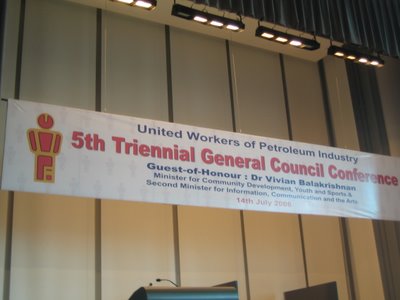 United Workers of Petroleum Industry
5th Triennial General Council Conference
Guest-of-Honour : Dr Vivian Balakrishnan
Minister for Community Development, Youth and Sports &
Second Minister for Information, Communication and the Arts
14th July 2006